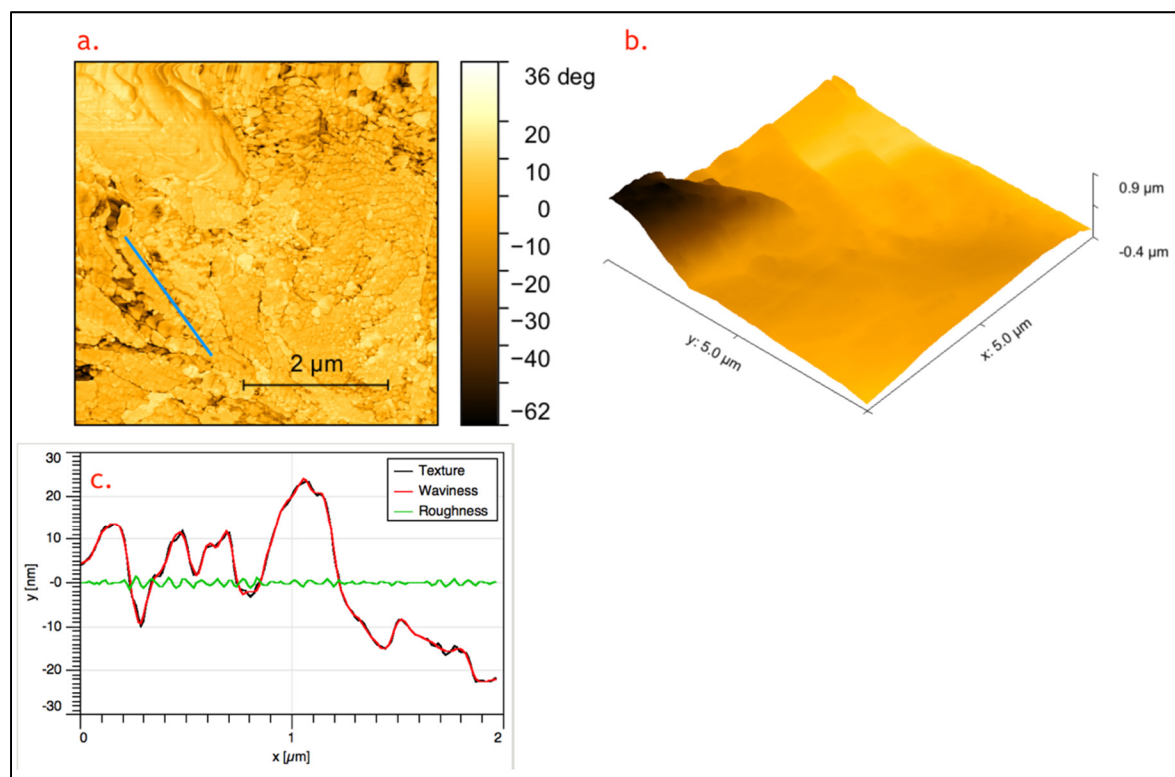 a.
36 deg
20
10
0
−10
−20
−30
−40
−62
2 µm
b.
0.9 µm
-0.4 µm
y: 5.0 µm
x: 5.0 µm
c.
Texture
Waviness
Roughness
30
20
10
-0
-10
-20
-30
y [nm]
0
1
2
x [µm]